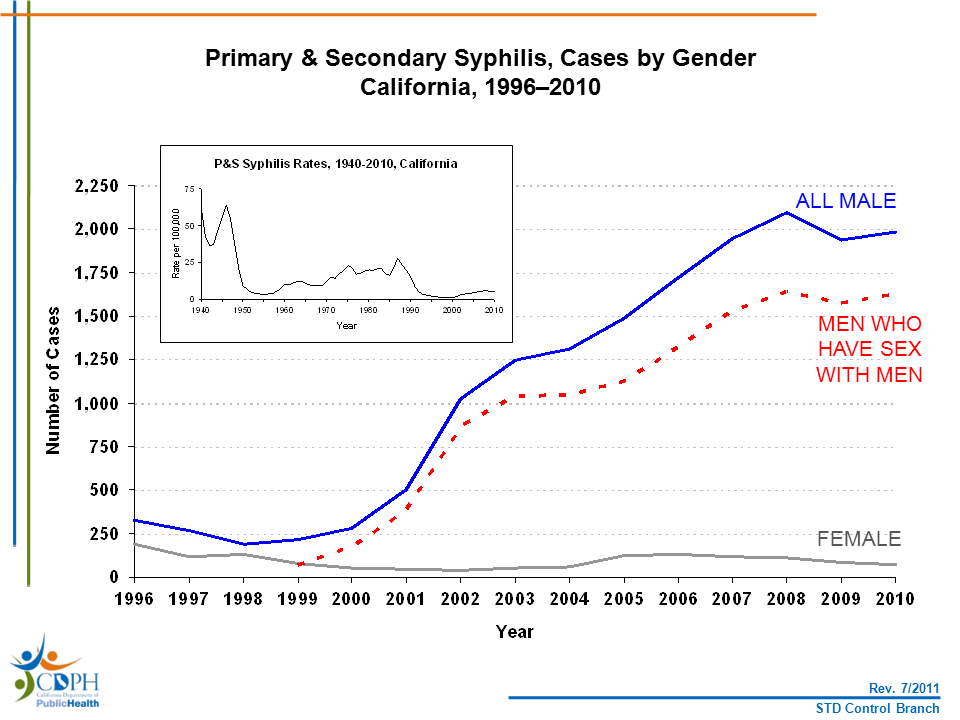 Primary & Secondary Syphilis, Cases by Gender
California, 1996–2010
P&S Syphilis Rates, 1940-2010, California
75
50
25
0
Rate per 100,000
1940 1950 1960 1970 1980 1990 2000 2010
Year
2,250
2,000
1,750
1,500
1,250
1,000
750
500
250
0
Number of Cases
ALL MALE
MEN WHO
HAVE SEX
WITH MEN
FEMALE
1996 1997 1998 1999 2000 2001 2002 2003 2004 2005 2006 2007 2008 2009 2010
Year
CDPH
California Department of
PublicHealth
Rev. 7/2011
STD Control Branch